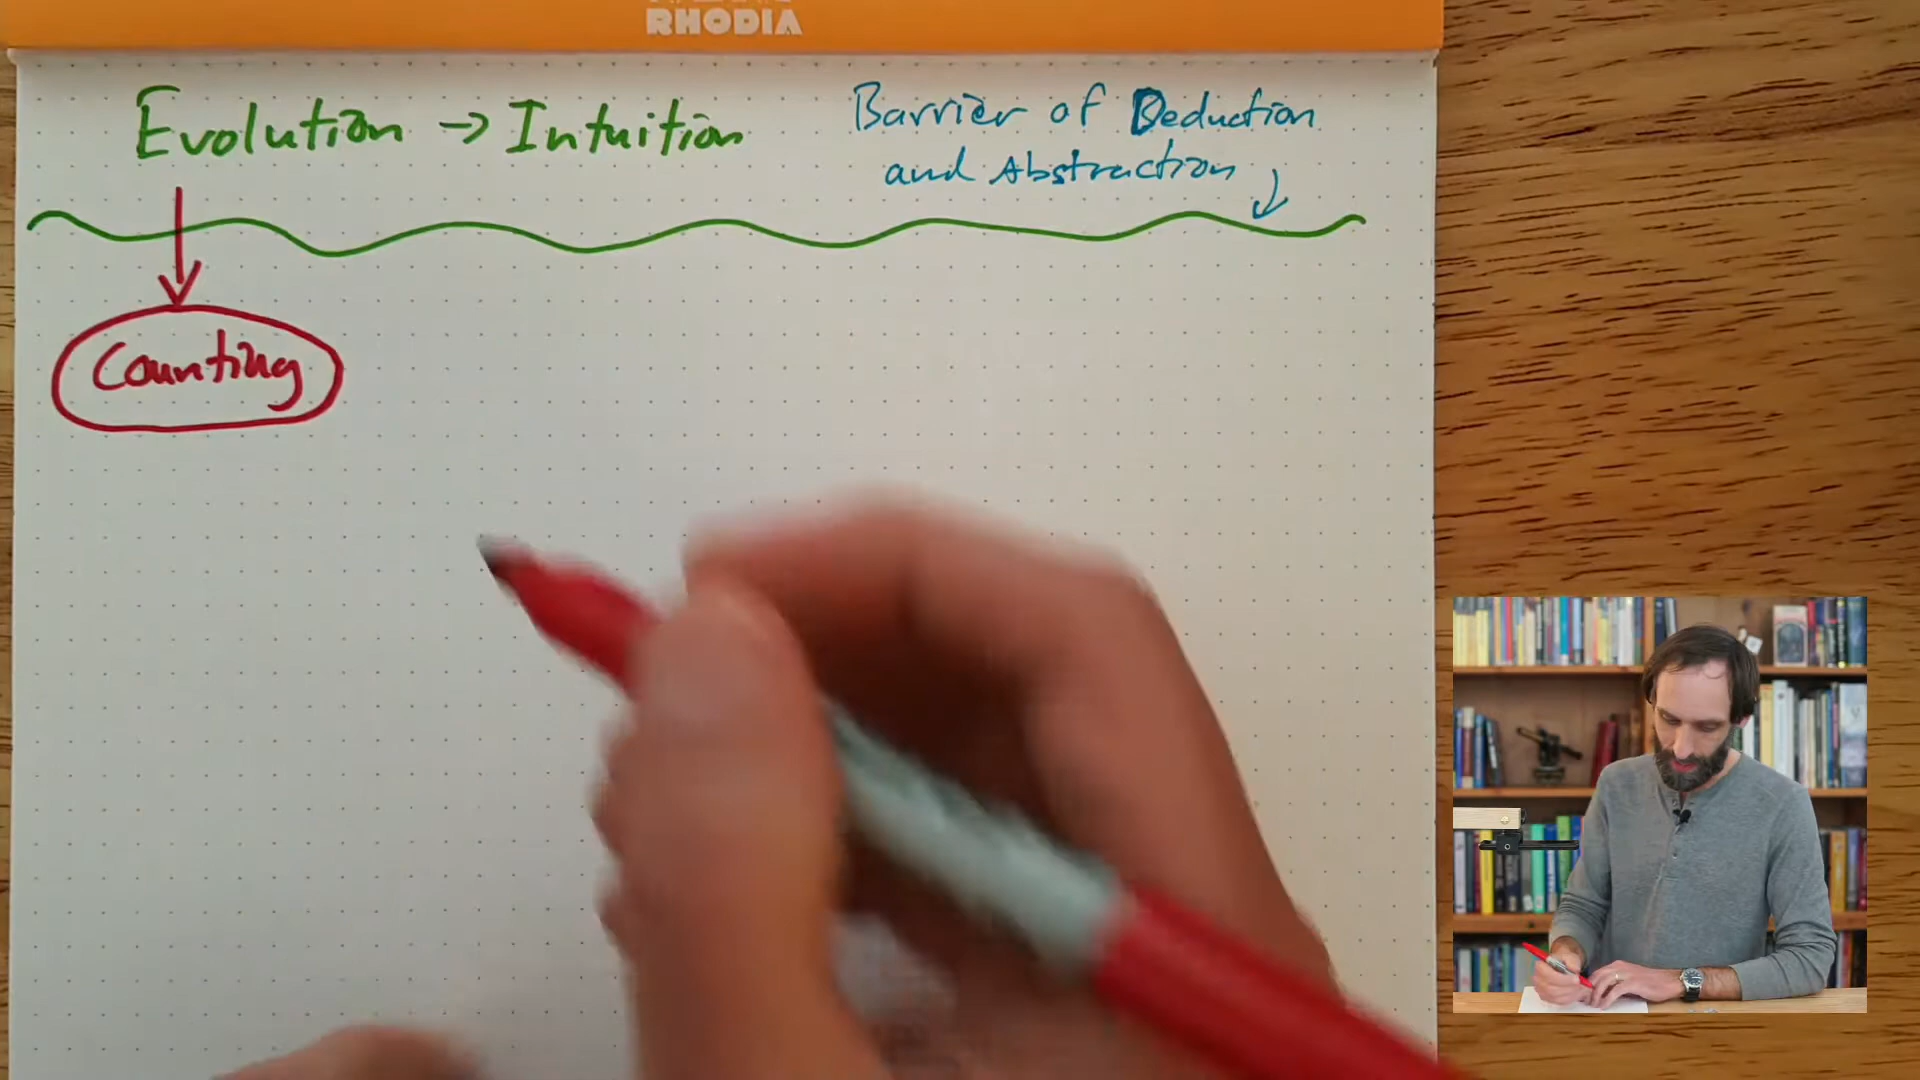 RHODIA
Evolution → Intuition
Barrier of Deduction
and Abstraction
Counting